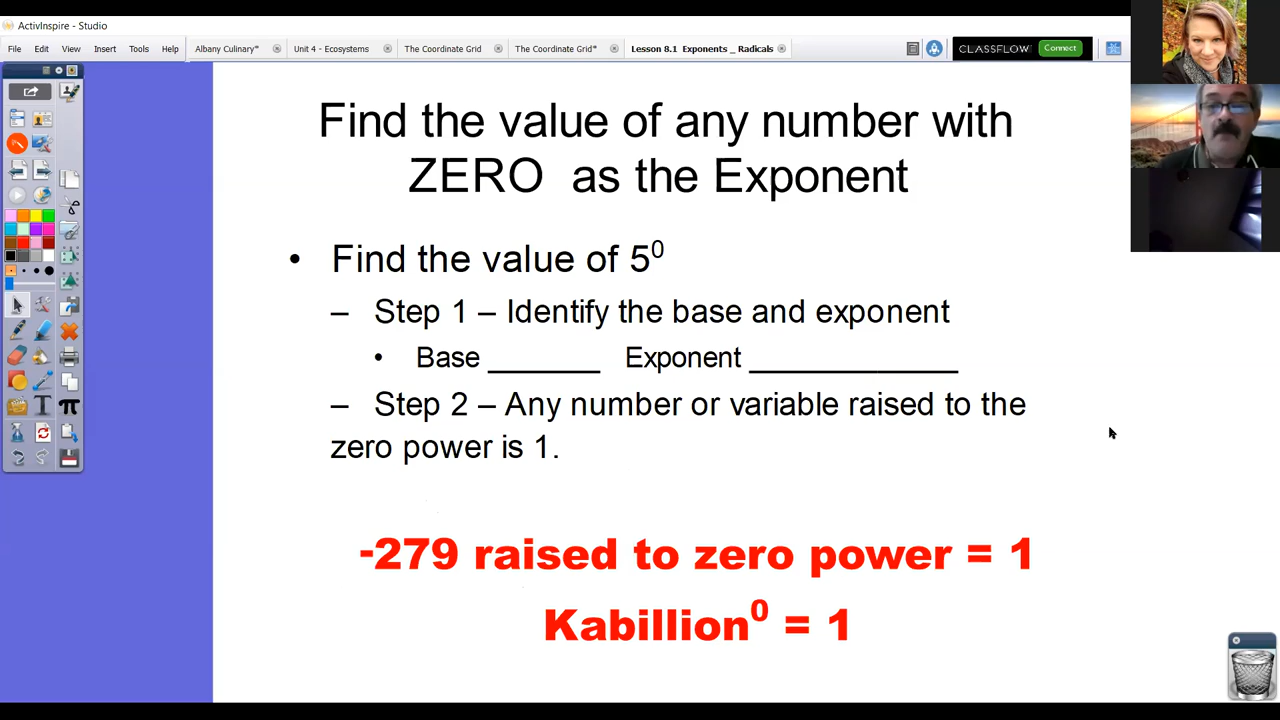 ActivInspire - Studio
File Edit View Insert Tools Help Albany Culinary* Unit 4 - Ecosystems The Coordinate Grid The Coordinate Grid* Lesson 8.1 Exponents _ Radicals CLASSFLOW Connect
Find the value of any number with
ZERO as the Exponent
• Find the value of 5⁰
– Step 1 – Identify the base and exponent
• Base _______ Exponent _____________
– Step 2 – Any number or variable raised to the
zero power is 1.
-279 raised to zero power = 1
Kabillion⁰ = 1